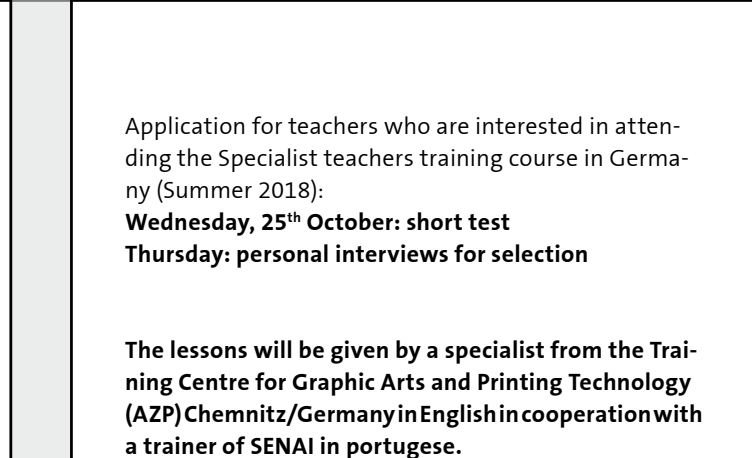 Application for teachers who are interested in atten-
ding the Specialist teachers training course in Germa-
ny (Summer 2018):
Wednesday, 25th October: short test
Thursday: personal interviews for selection
The lessons will be given by a specialist from the Trai-
ning Centre for Graphic Arts and Printing Technology
(AZP) Chemnitz/Germany in English in cooperation with
a trainer of SENAI in portugese.